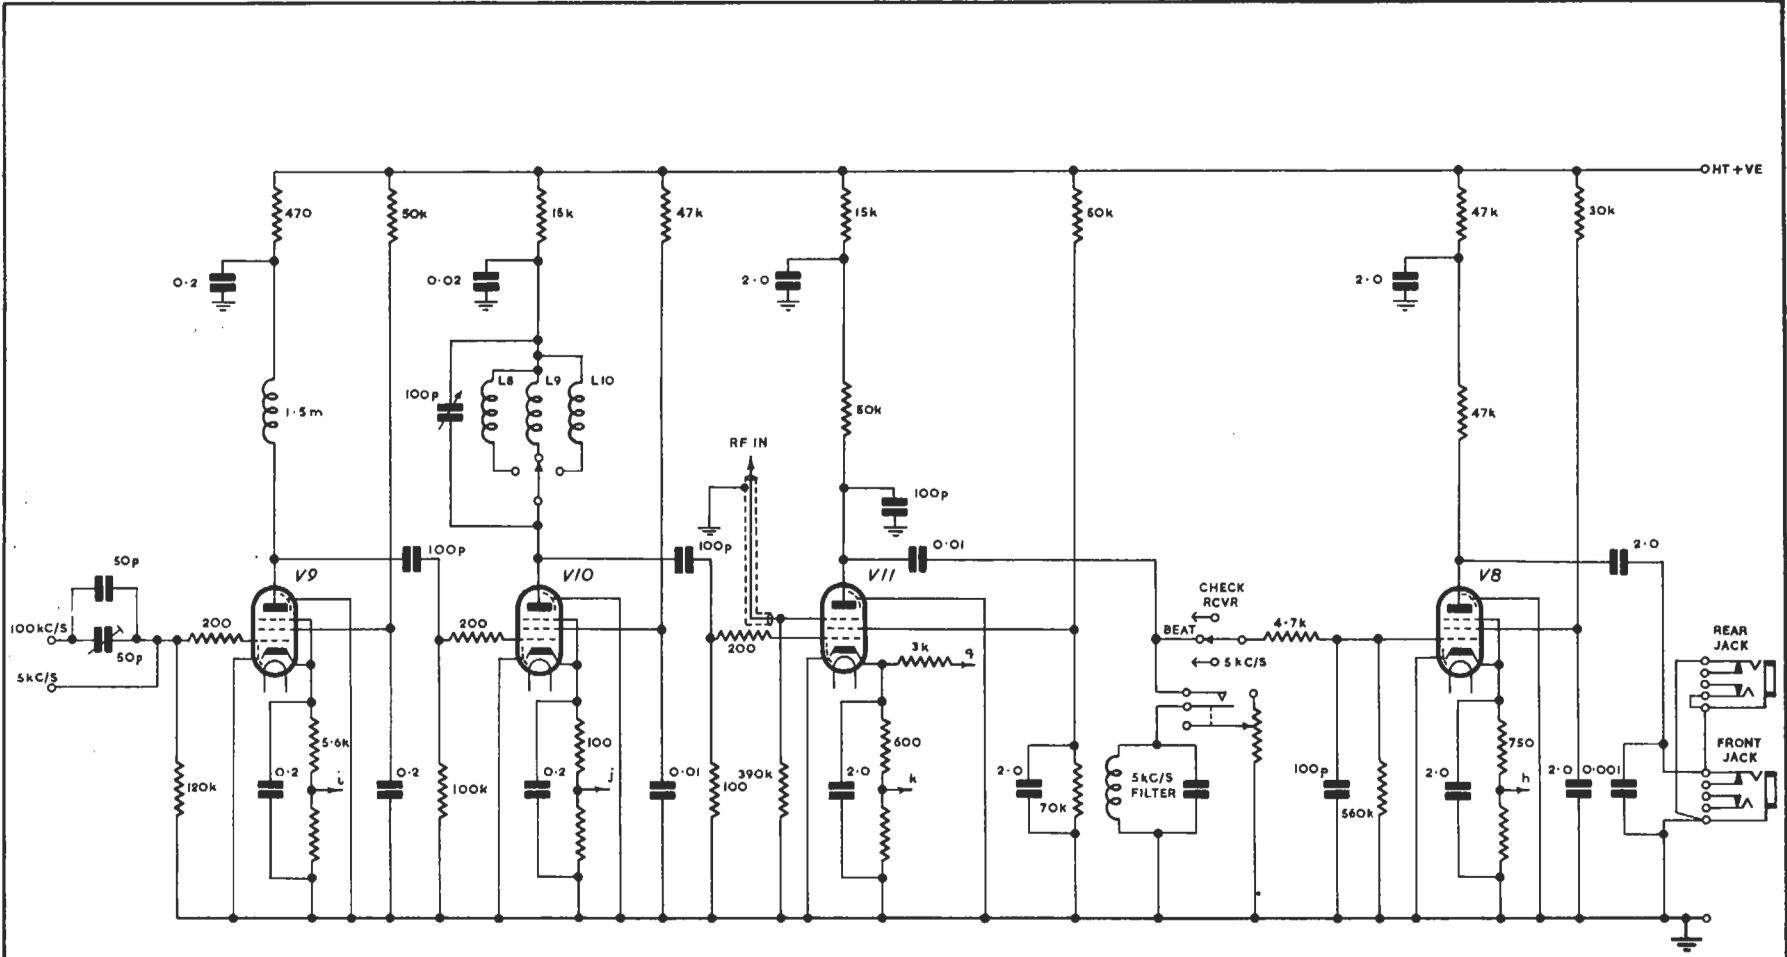 HT +VE
470
50k
15k
47k
15k
60k
47k
30k
0·2
0·02
2·0
2·0
1·5m
100p
L8
L9
L10
50k
47k
RF IN
100p
50p
100p
100p
0·01
2·0
V9
V10
V11
V8
100kC/S
50p
200
200
200
3k
q
CHECK
RCVR
BEAT
5kC/S
4·7k
5kC/S
REAR
JACK
FRONT
JACK
5·6k
100
600
750
0·2
i
0·2
0·2
j
0·01
2·0
k
2·0
5kC/S
FILTER
100p
2·0
h
2·0
0·001
120k
100k
100
390k
70k
560k